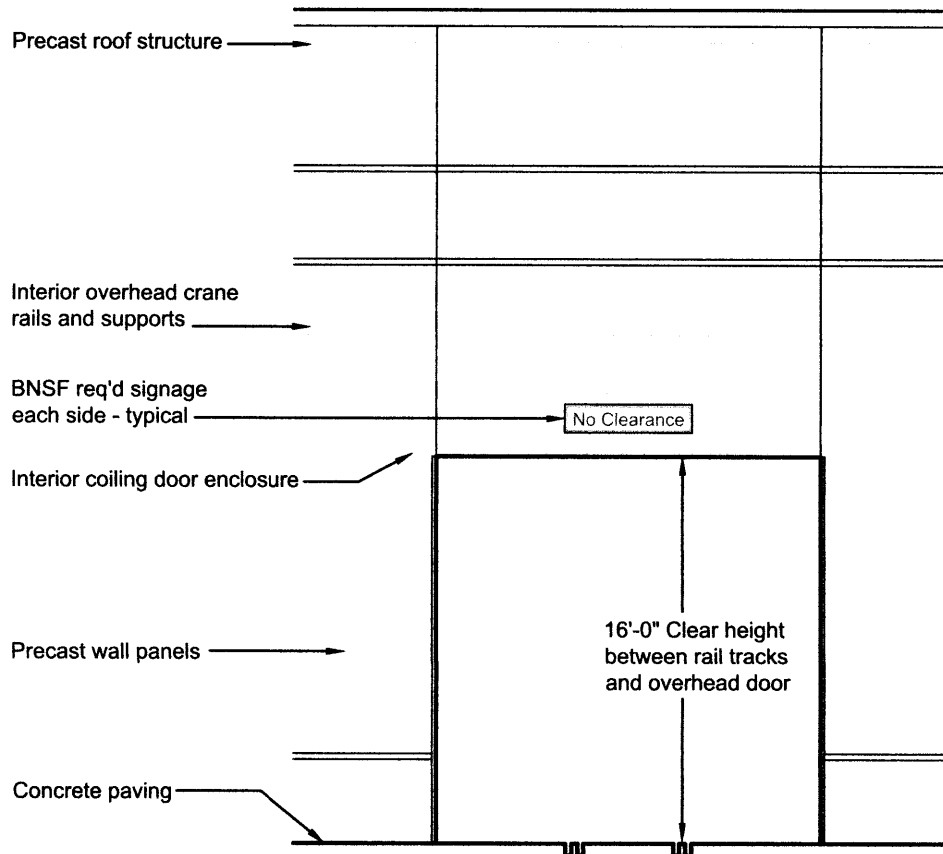 Precast roof structure
Interior overhead crane
rails and supports
BNSF req'd signage
each side - typical
No Clearance
Interior coiling door enclosure
16'-0" Clear height
between rail tracks
and overhead door
Precast wall panels
Concrete paving